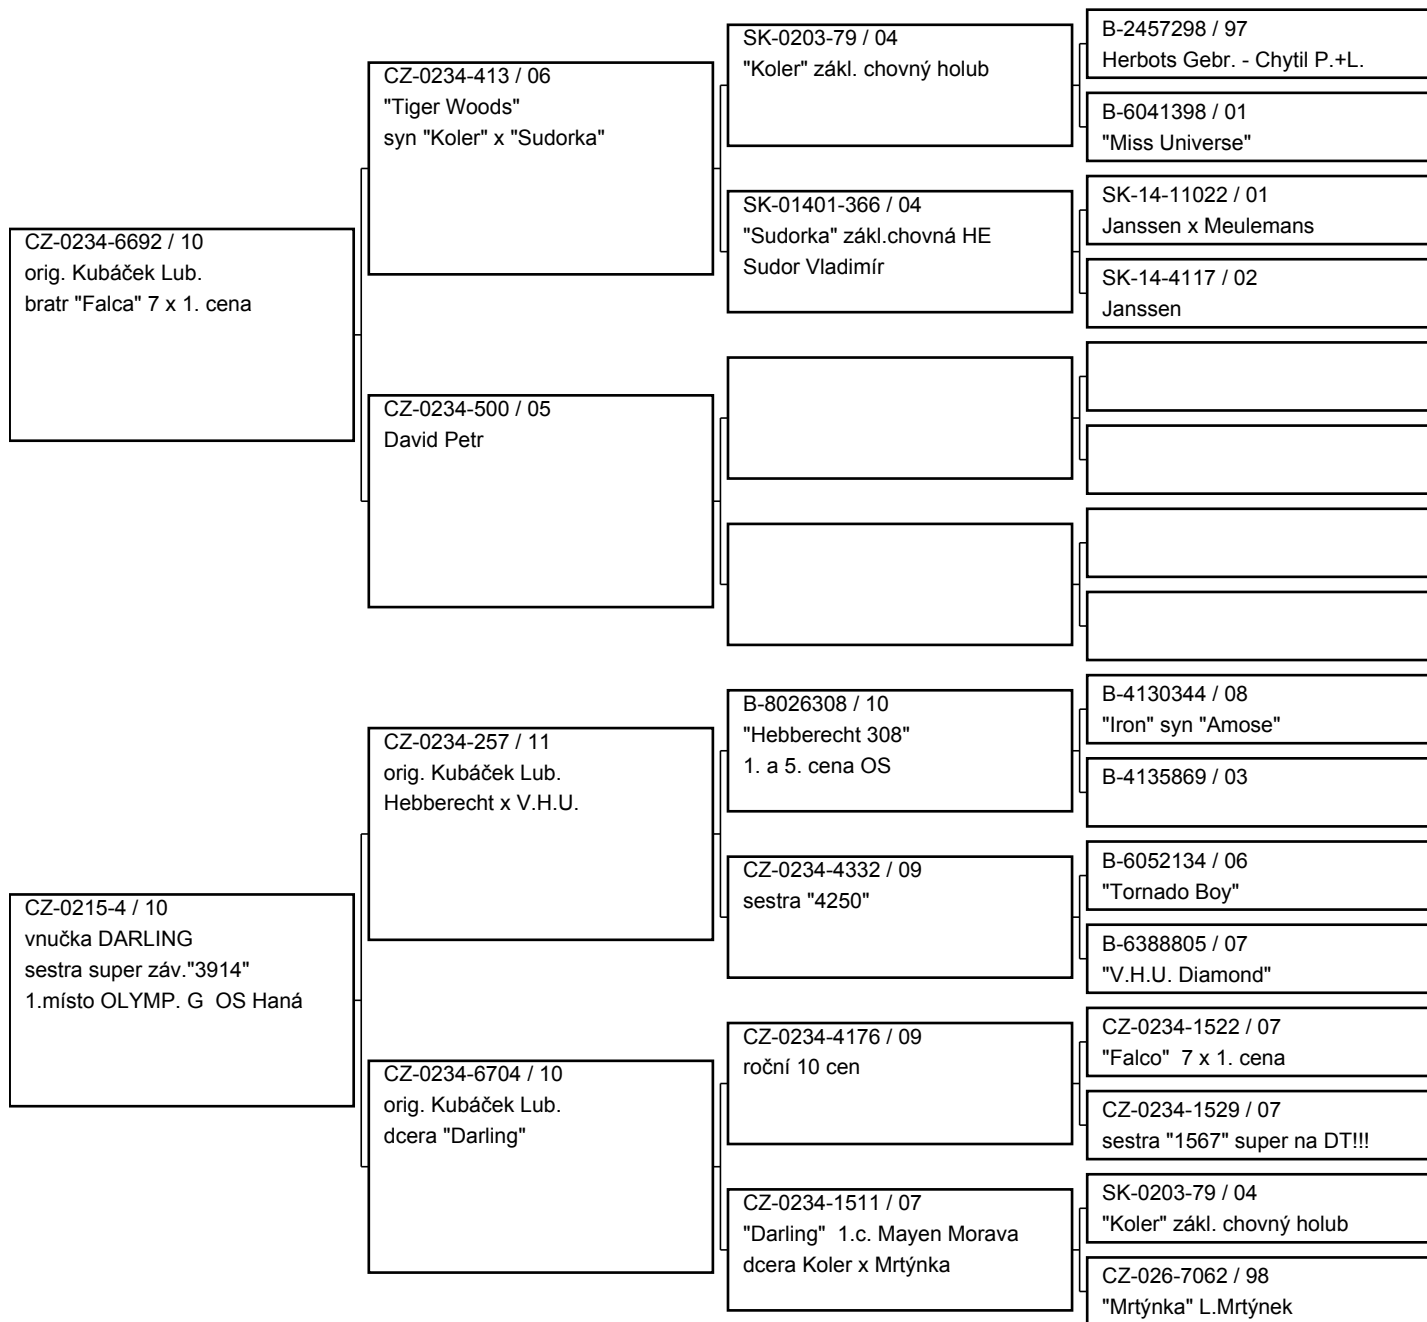 CZ-0234-6692 / 10
orig. Kubáček Lub.
bratr "Falca" 7 x 1. cena
CZ-0215-4 / 10
vnučka DARLING
sestra super záv."3914"
1.místo OLYMP. G  OS Haná
CZ-0234-413 / 06
"Tiger Woods"
syn "Koler" x "Sudorka"
CZ-0234-500 / 05
David Petr
CZ-0234-257 / 11
orig. Kubáček Lub.
Hebberecht x V.H.U.
CZ-0234-6704 / 10
orig. Kubáček Lub.
dcera "Darling"
SK-0203-79 / 04
"Koler" zákl. chovný holub
SK-01401-366 / 04
"Sudorka" zákl.chovná HE
Sudor Vladimír
B-8026308 / 10
"Hebberecht 308"
1. a 5. cena OS
CZ-0234-4332 / 09
sestra "4250"
CZ-0234-4176 / 09
roční 10 cen
CZ-0234-1511 / 07
"Darling"  1.c. Mayen Morava
dcera Koler x Mrtýnka
B-2457298 / 97
Herbots Gebr. - Chytil P.+L.
B-6041398 / 01
"Miss Universe"
SK-14-11022 / 01
Janssen x Meulemans
SK-14-4117 / 02
Janssen
B-4130344 / 08
"Iron" syn "Amose"
B-4135869 / 03
B-6052134 / 06
"Tornado Boy"
B-6388805 / 07
"V.H.U. Diamond"
CZ-0234-1522 / 07
"Falco"  7 x 1. cena
CZ-0234-1529 / 07
sestra "1567" super na DT!!!
SK-0203-79 / 04
"Koler" zákl. chovný holub
CZ-026-7062 / 98
"Mrtýnka" L.Mrtýnek